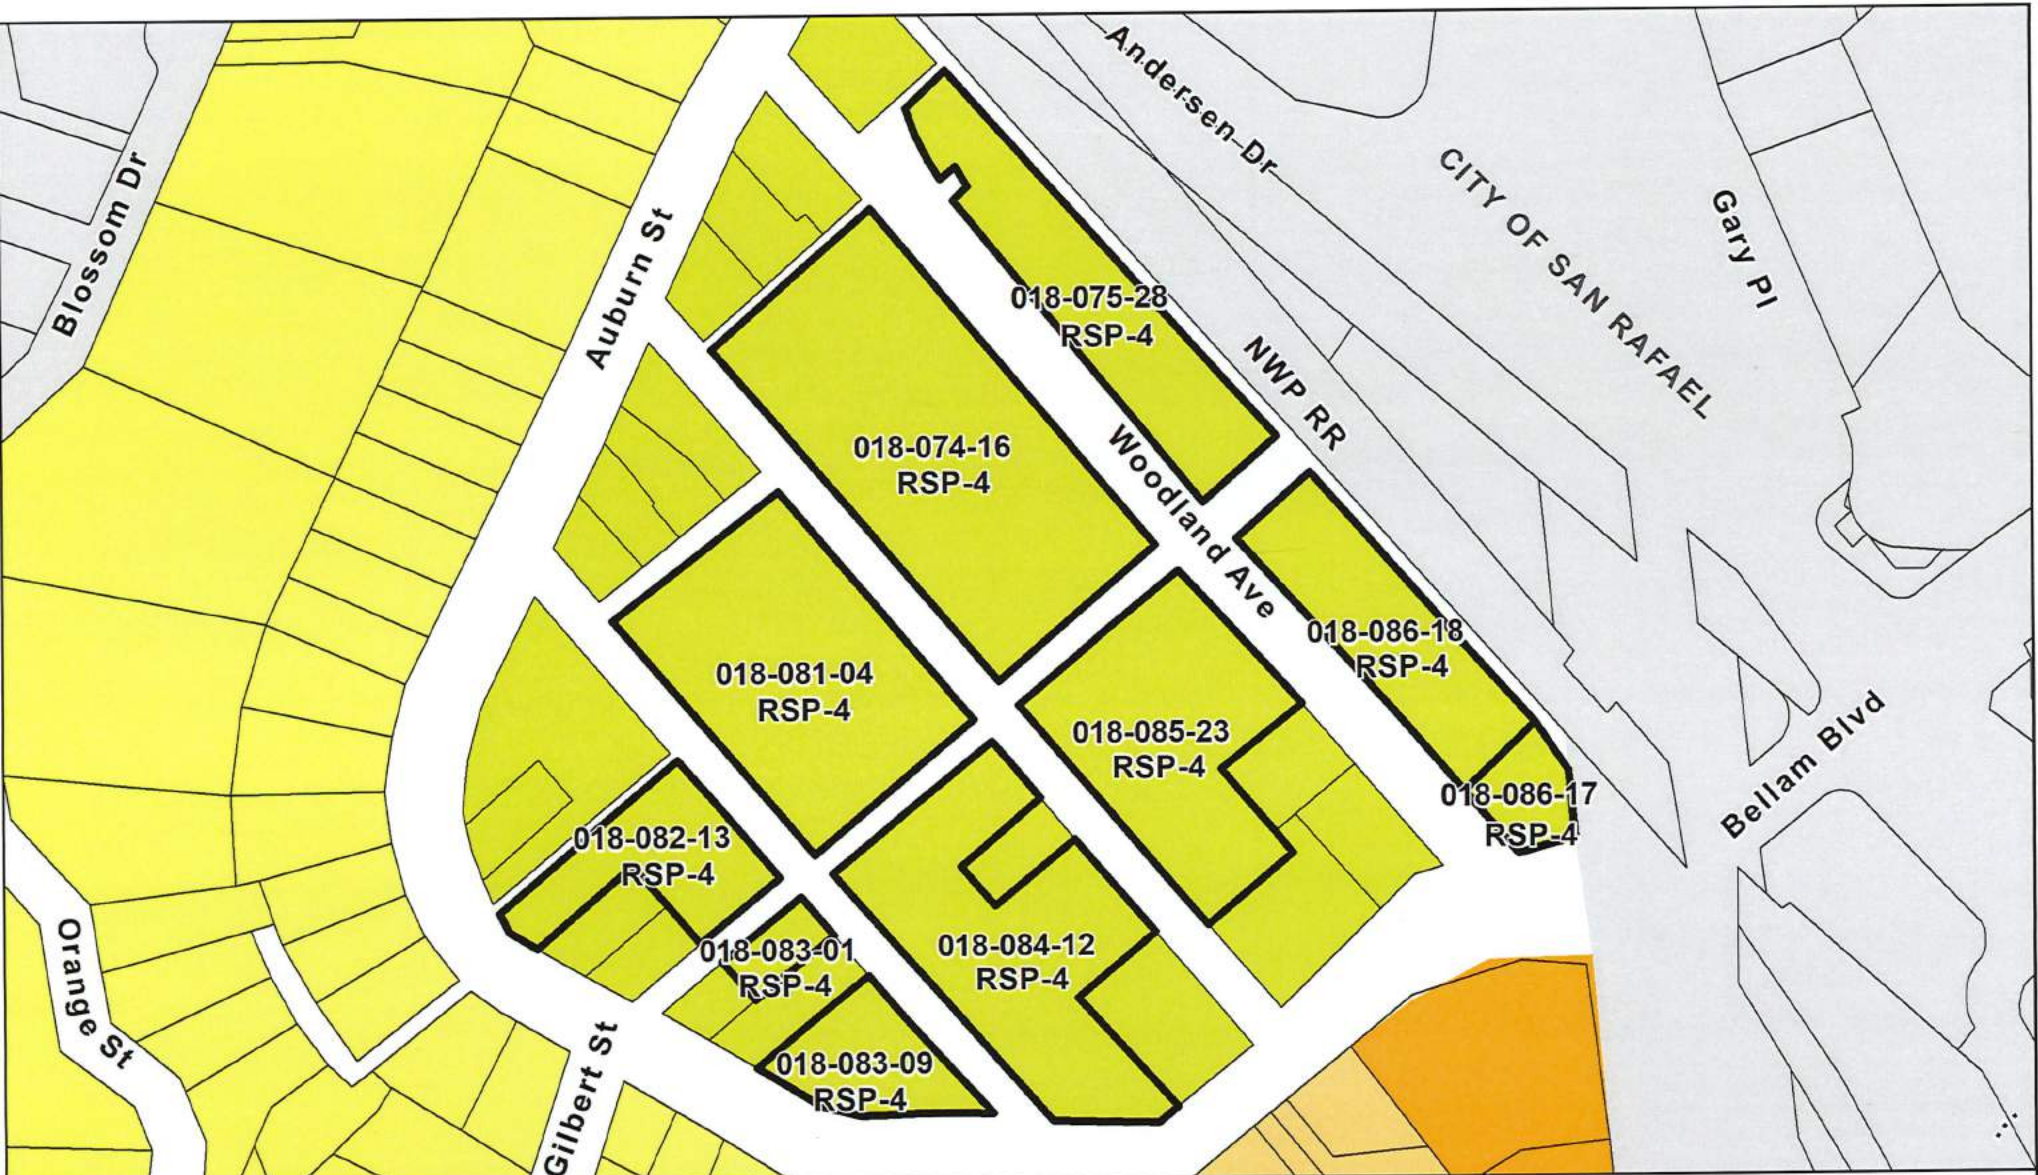 Andersen Dr
CITY OF SAN RAFAEL
Gary Pl
Blossom Dr
Auburn St
018-075-28
RSP-4
NWP RR
018-074-16
RSP-4
Woodland Ave
018-086-18
RSP-4
018-081-04
RSP-4
018-085-23
RSP-4
Bellam Blvd
018-086-17
RSP-4
018-082-13
RSP-4
018-083-01
RSP-4
018-084-12
RSP-4
Orange St
Gilbert St
018-083-09
RSP-4